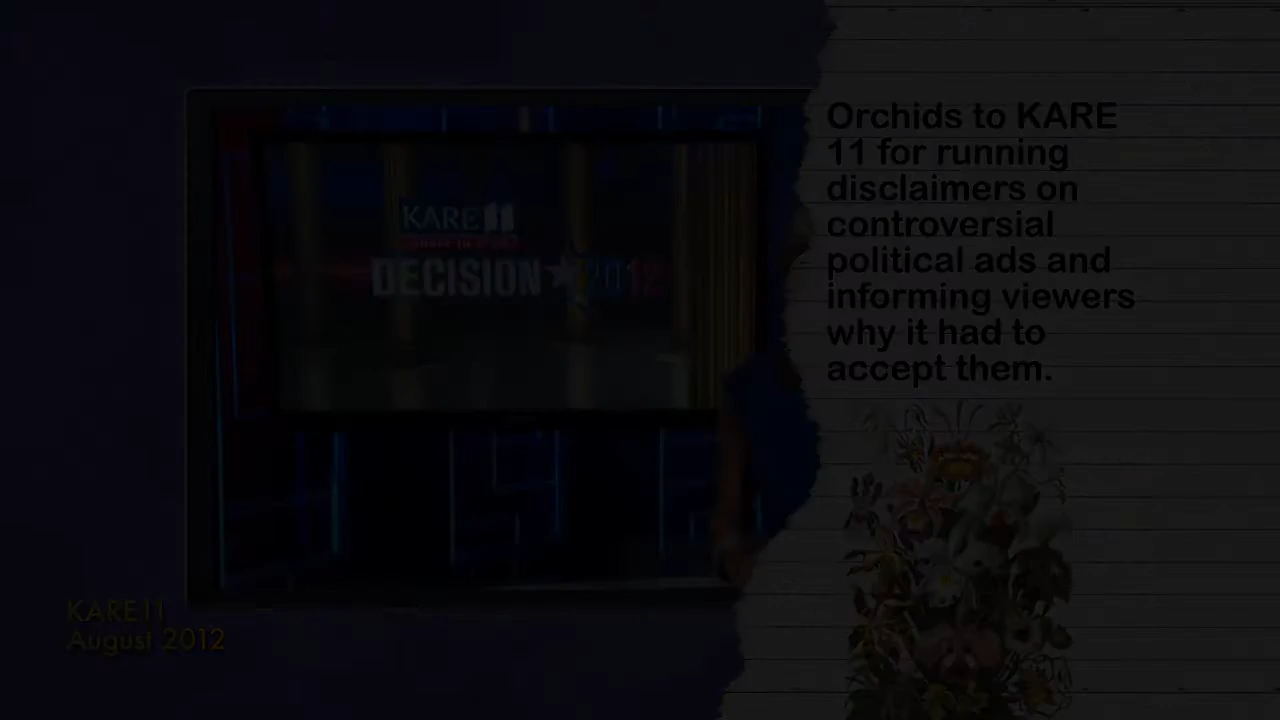 Orchids to KARE
11 for running
disclaimers on
controversial
political ads and
informing viewers
why it had to
accept them.
KARE11
DECISION 2012
KARE11
August 2012